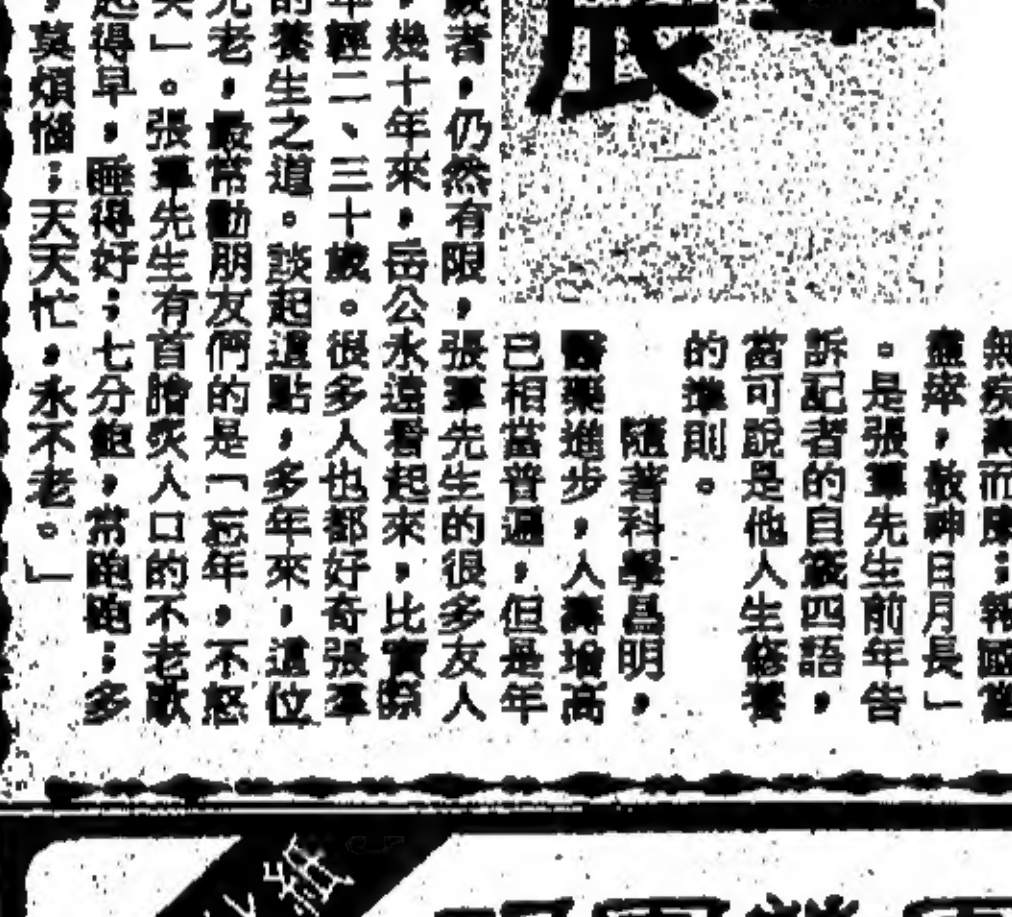 無病壽而康;報國當
盡瘁,敬神日月長」
。是張羣先生前年告
訴記者的自箴四語,
當可說是他人生修養
的準則。
隨著科學昌明,
醫藥進步,人壽增高
已相當普遍,但是年
歲者,仍然有限,張羣先生的很多友人
,幾十年來,岳公永遠看起來,比實際
年輕二、三十歲。很多人也都好奇張羣
的養生之道。談起這點,多年來,這位
元老,最常勸朋友們的是「忘年,不怒
」。張羣先生有首膾炙人口的不老歌
起得早,睡得好;七分飽,常跑跑;多
,莫煩惱;天天忙,永不老。」